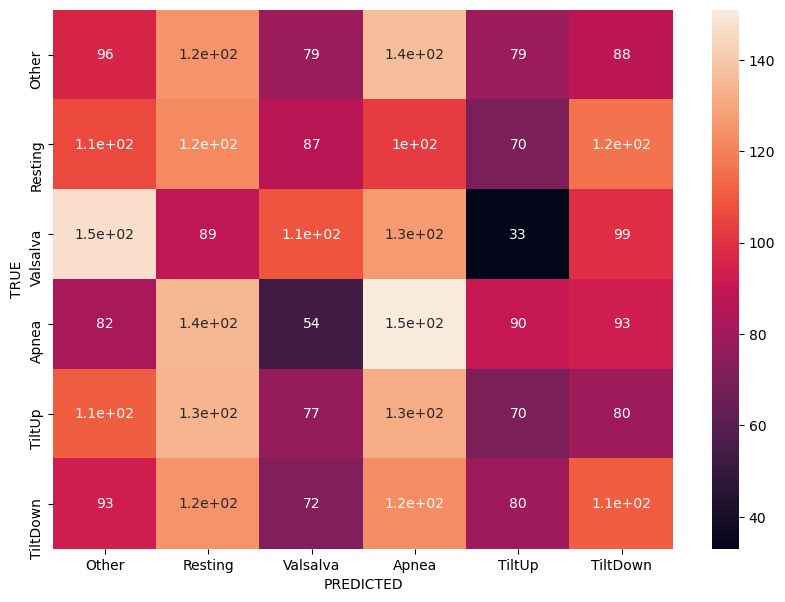 Other 96 1.2e+02 79 1.4e+02 79 88
Resting 1.1e+02 1.2e+02 87 1e+02 70 1.2e+02
Valsalva 1.5e+02 89 1.1e+02 1.3e+02 33 99
Apnea 82 1.4e+02 54 1.5e+02 90 93
TiltUp 1.1e+02 1.3e+02 77 1.3e+02 70 80
TiltDown 93 1.2e+02 72 1.2e+02 80 1.1e+02
TRUE
Other Resting Valsalva Apnea TiltUp TiltDown
PREDICTED
140
120
100
80
60
40